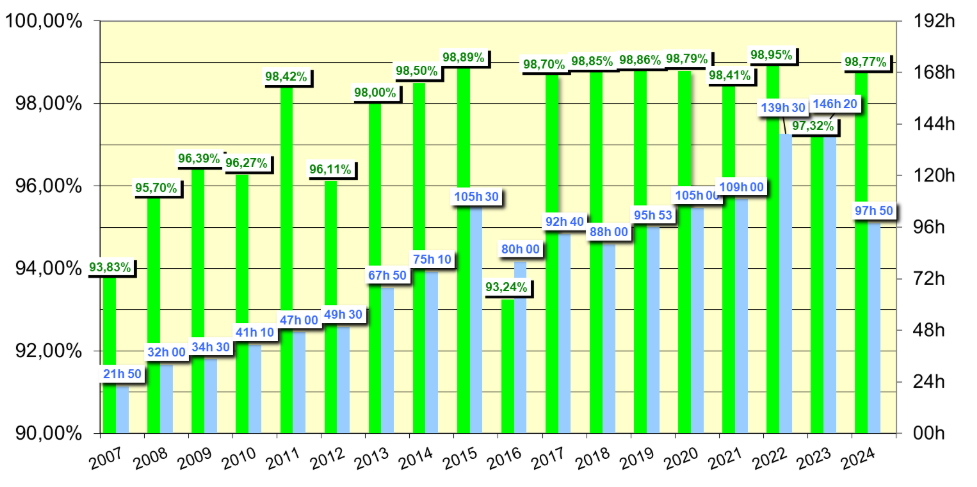 100,00%
98,00%
96,00%
94,00%
92,00%
90,00%
192h
168h
144h
120h
96h
72h
48h
24h
00h
93,83%
95,70%
96,39%
96,27%
98,42%
96,11%
98,00%
98,50%
98,89%
93,24%
98,70%
98,85%
98,86%
98,79%
98,41%
98,95%
97,32%
98,77%
21h 50
32h 00
34h 30
41h 10
47h 00
49h 30
67h 50
75h 10
105h 30
80h 00
92h 40
88h 00
95h 53
105h 00
109h 00
139h 30
146h 20
97h 50
2007
2008
2009
2010
2011
2012
2013
2014
2015
2016
2017
2018
2019
2020
2021
2022
2023
2024